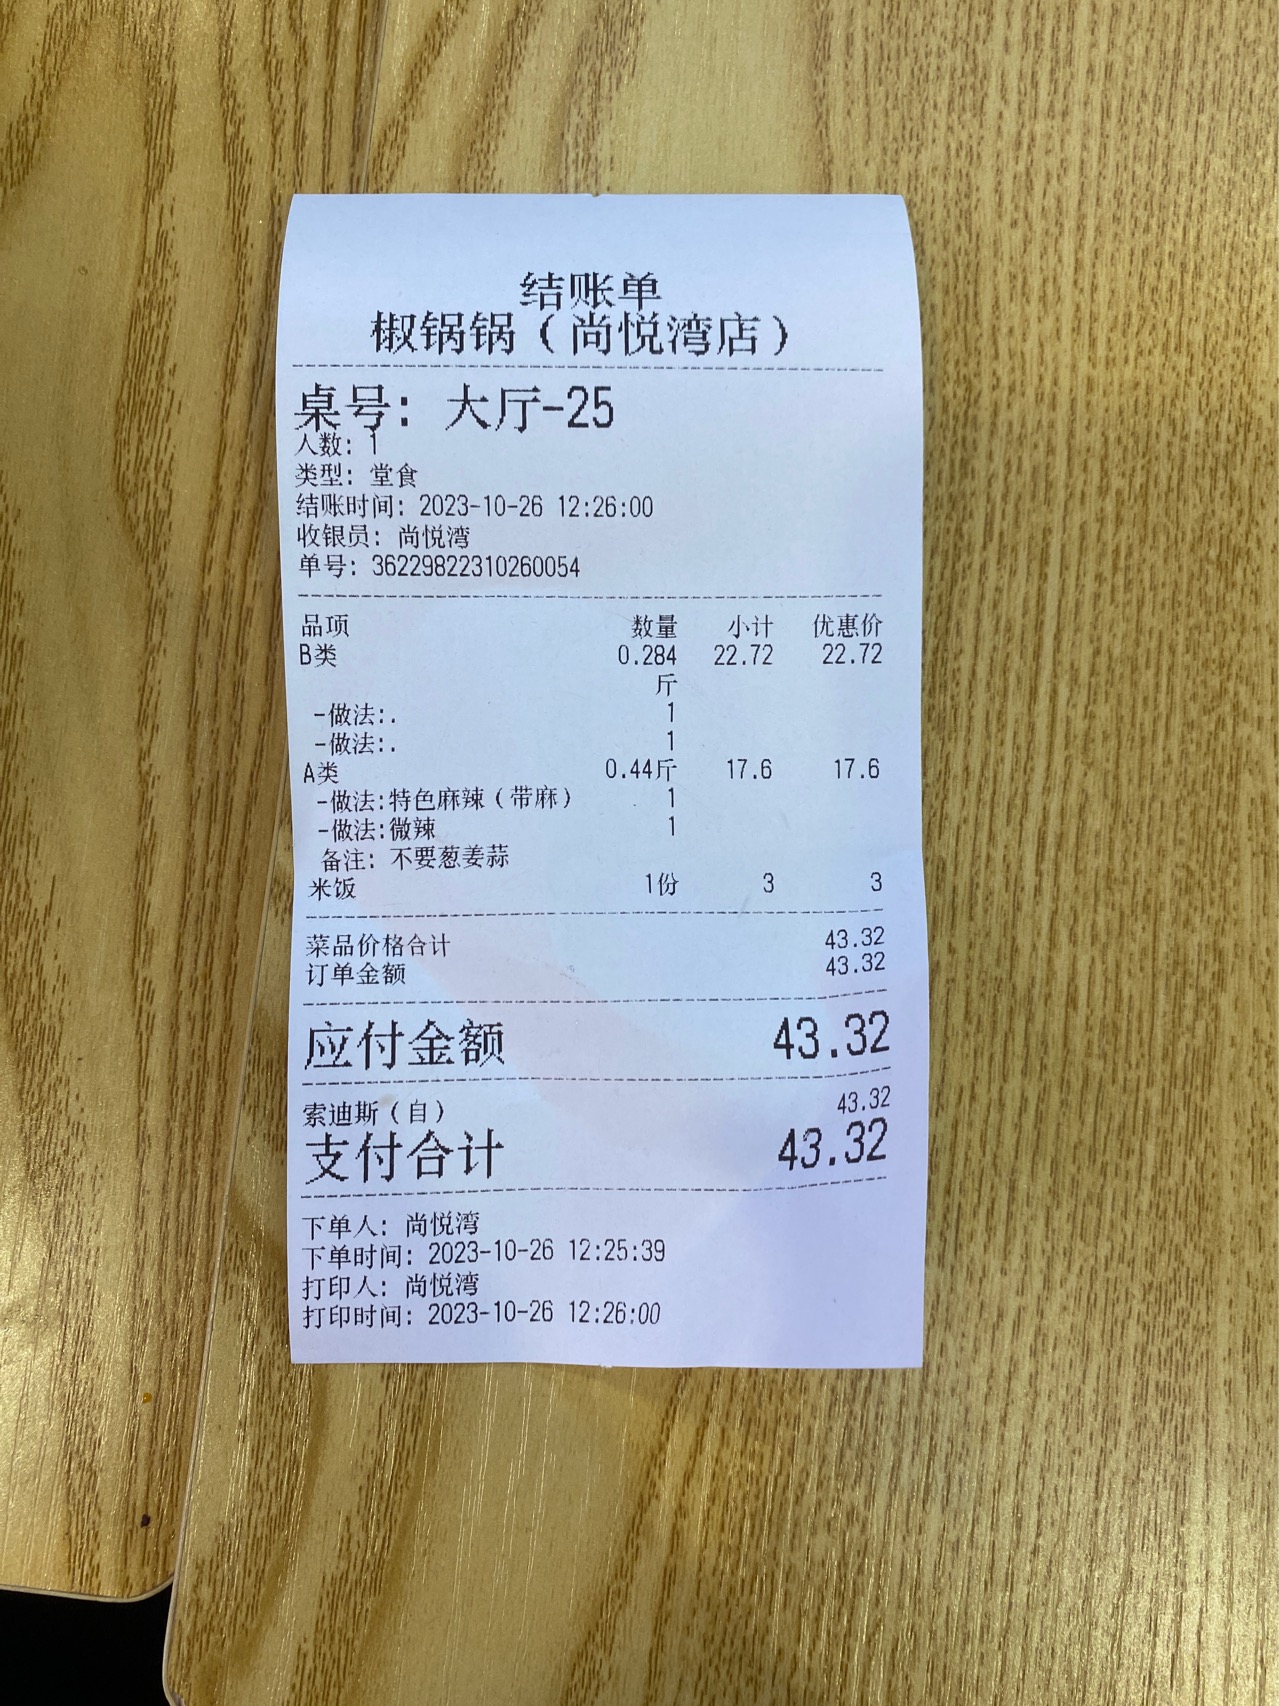 结账单
椒锅锅（尚悦湾店）
桌号: 大厅-25
人数: 1
类型: 堂食
结账时间: 2023-10-26 12:26:00
收银员: 尚悦湾
单号: 36229822310260054
品项 数量 小计 优惠价
B类 0.284 22.72 22.72
斤
-做法:. 1
-做法:. 1
A类 0.44斤 17.6 17.6
-做法:特色麻辣（带麻） 1
-做法:微辣 1
备注: 不要葱姜蒜
米饭 1份 3 3
菜品价格合计 43.32
订单金额 43.32
应付金额 43.32
索迪斯（自） 43.32
支付合计 43.32
下单人: 尚悦湾
下单时间: 2023-10-26 12:25:39
打印人: 尚悦湾
打印时间: 2023-10-26 12:26:00